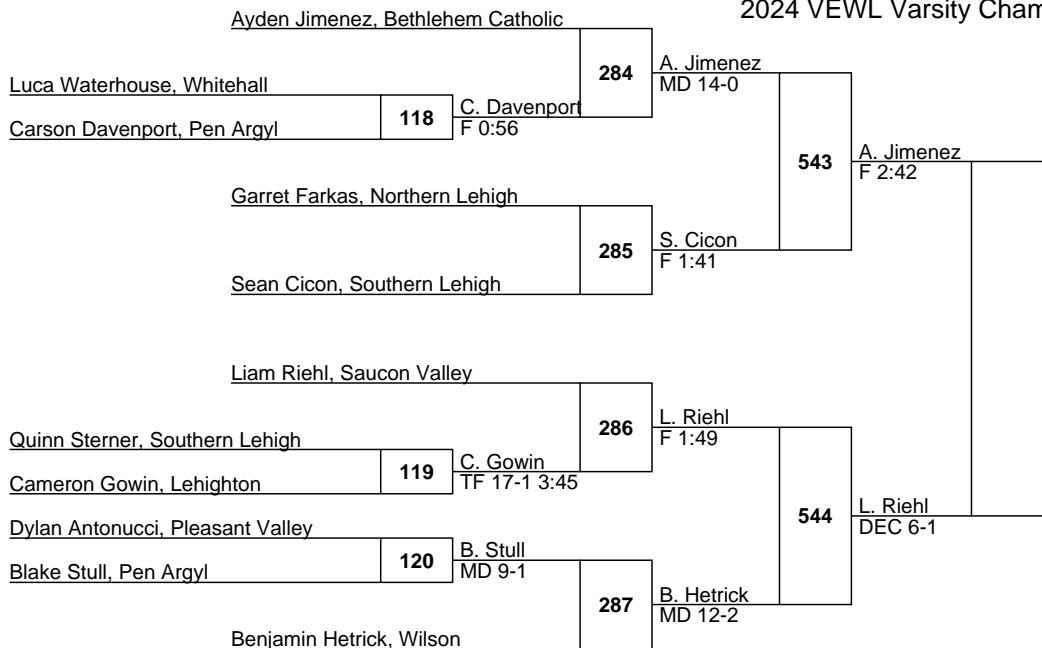 2024 VEWL Varsity Cham
Ayden Jimenez, Bethlehem Catholic
284
A. Jimenez
MD 14-0
Luca Waterhouse, Whitehall
118
C. Davenport
F 0:56
Carson Davenport, Pen Argyl
543
A. Jimenez
F 2:42
Garret Farkas, Northern Lehigh
285
S. Cicon
F 1:41
Sean Cicon, Southern Lehigh
Liam Riehl, Saucon Valley
286
L. Riehl
F 1:49
Quinn Sterner, Southern Lehigh
119
C. Gowin
TF 17-1 3:45
Cameron Gowin, Lehighton
544
L. Riehl
DEC 6-1
Dylan Antonucci, Pleasant Valley
120
B. Stull
MD 9-1
Blake Stull, Pen Argyl
287
B. Hetrick
MD 12-2
Benjamin Hetrick, Wilson